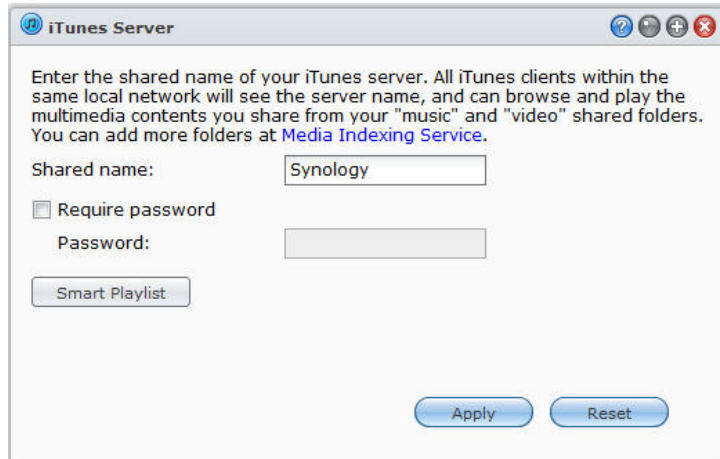 iTunes Server
Enter the shared name of your iTunes server. All iTunes clients within the
same local network will see the server name, and can browse and play the
multimedia contents you share from your "music" and "video" shared folders.
You can add more folders at Media Indexing Service.
Shared name: Synology
Require password
Password:
Smart Playlist
Apply Reset